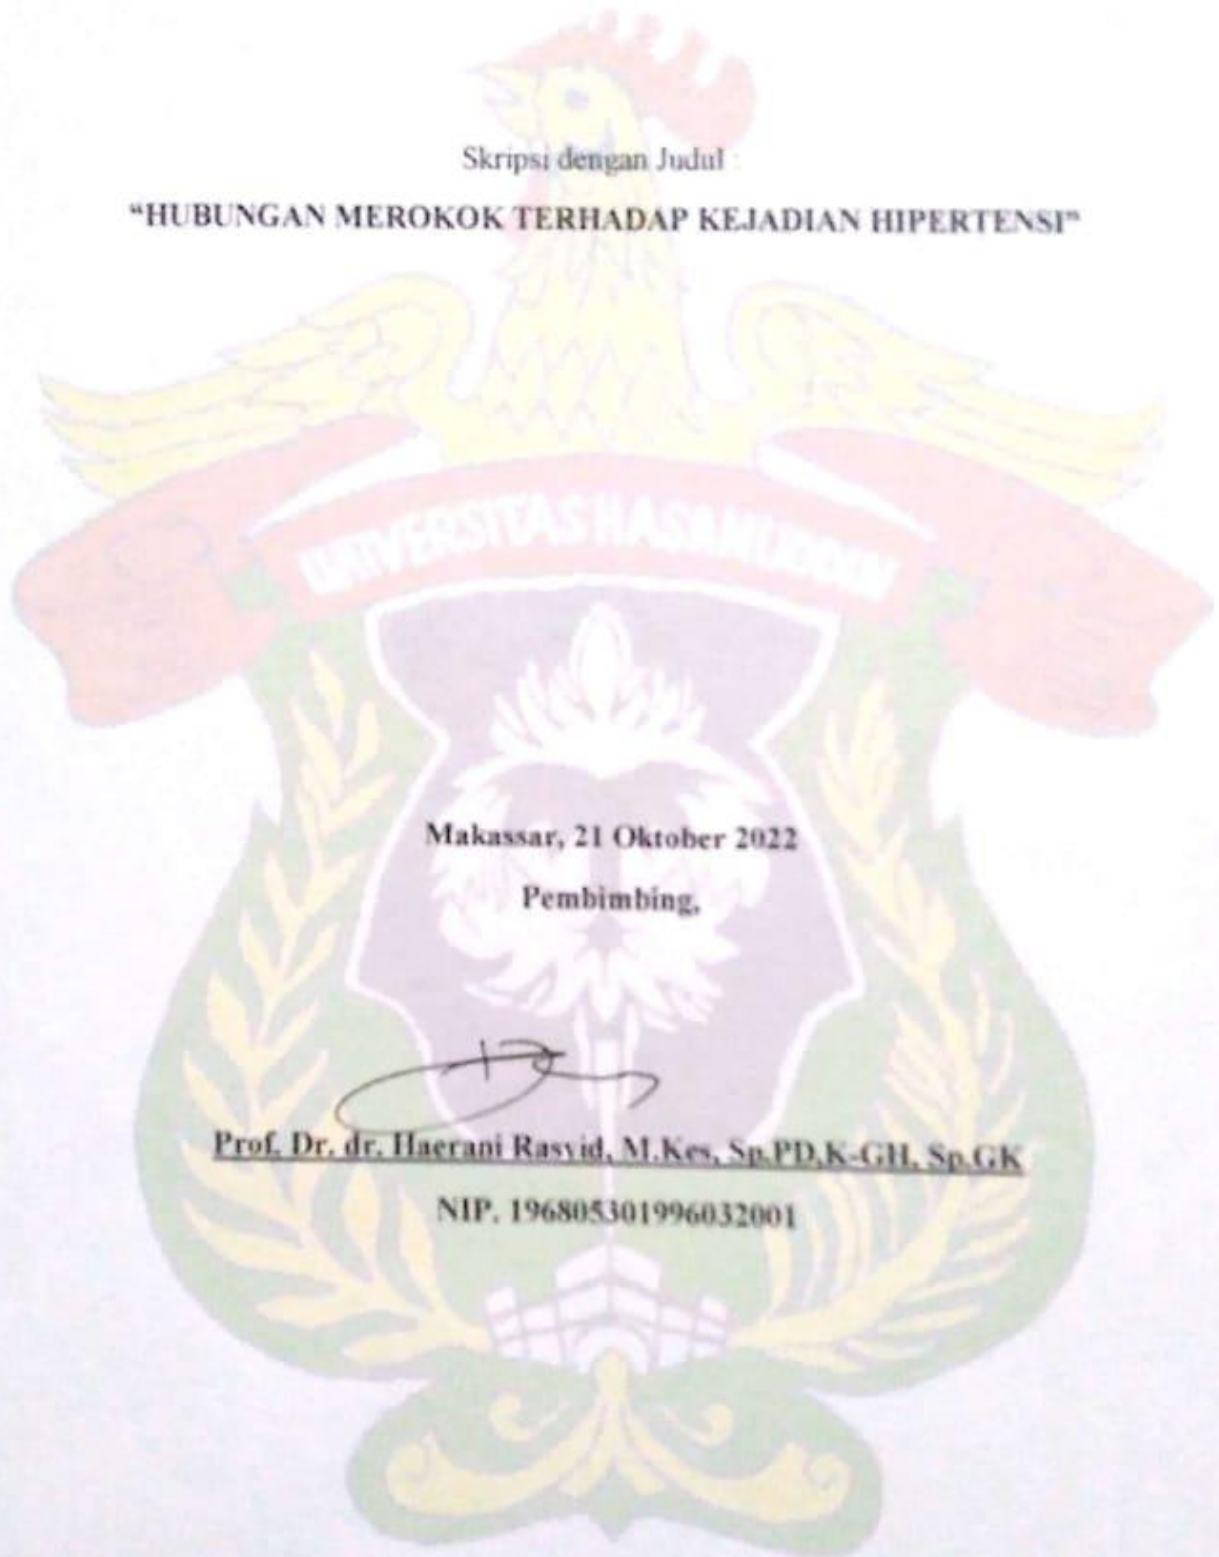 Skripsi dengan Judul :
“HUBUNGAN MEROKOK TERHADAP KEJADIAN HIPERTENSI”
UNIVERSITAS HASANUDDIN
Makassar, 21 Oktober 2022
Pembimbing,
Prof. Dr. dr. Haerani Rasyid, M.Kes, Sp.PD,K-GH, Sp.GK
NIP. 196805301996032001